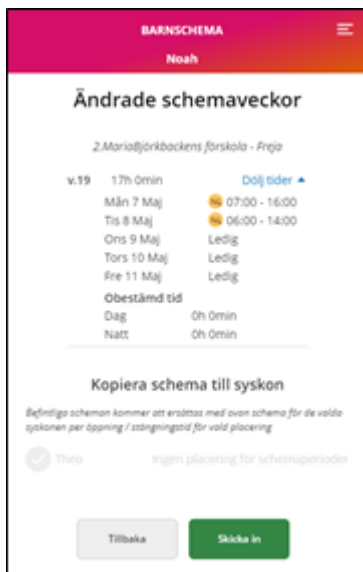 BARNSCHEMA
Noah
Ändrade schemaveckor
2.MariaBjörkbackens förskola - Freja
v.19 17h 0min Dölj tider
Mån 7 Maj 07:00 - 16:00
Tis 8 Maj 06:00 - 14:00
Ons 9 Maj Ledig
Tors 10 Maj Ledig
Fre 11 Maj Ledig
Obestämd tid
Dag 0h 0min
Natt 0h 0min
Kopiera schema till syskon
Befintliga scheman kommer att ersättas med ovan schema för de valda
syskonen per öppning / stängningstid för vald placering
Theo Ingen placering för schemaperioden
Tillbaka Skicka in